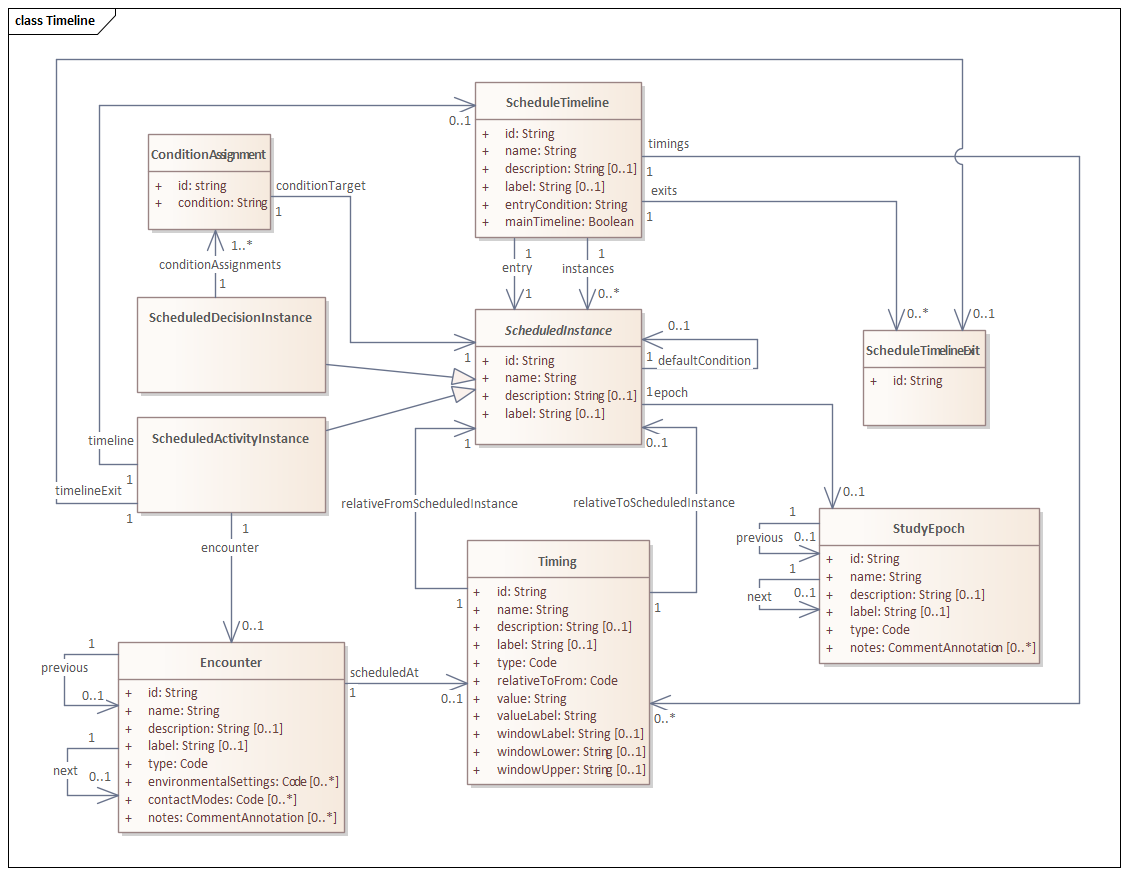 class Timeline
ScheduleTimeline
+ id: String
+ name: String
+ description: String [0..1]
+ label: String [0..1]
+ entryCondition: String
+ mainTimeline: Boolean
0..1
timings
1
exits
1
ConditionAssignment
+ id: string
+ condition: String
conditionTarget
1
1..*
conditionAssignments
1
1
entry
1
1
instances
0..*
ScheduledDecisionInstance
ScheduledInstance
+ id: String
+ name: String
+ description: String [0..1]
+ label: String [0..1]
1
0..1
1
defaultCondition
1
epoch
0..1
1
0..1
0..*
0..1
ScheduleTimelineExit
+ id: String
ScheduledActivityInstance
timeline
1
timelineExit
1
1
encounter
0..1
relativeFromScheduledInstance
1
relativeToScheduledInstance
1
StudyEpoch
+ id: String
+ name: String
+ description: String [0..1]
+ label: String [0..1]
+ type: Code
+ notes: CommentAnnotation [0..*]
1
previous
0..1
1
next
0..1
Timing
+ id: String
+ name: String
+ description: String [0..1]
+ label: String [0..1]
+ type: Code
+ relativeToFrom: Code
+ value: String
+ valueLabel: String
+ windowLabel: String [0..1]
+ windowLower: String [0..1]
+ windowUpper: String [0..1]
0..*
Encounter
+ id: String
+ name: String
+ description: String [0..1]
+ label: String [0..1]
+ type: Code
+ environmentalSettings: Code [0..*]
+ contactModes: Code [0..*]
+ notes: CommentAnnotation [0..*]
1
previous
0..1
1
next
0..1
scheduledAt
1
0..1